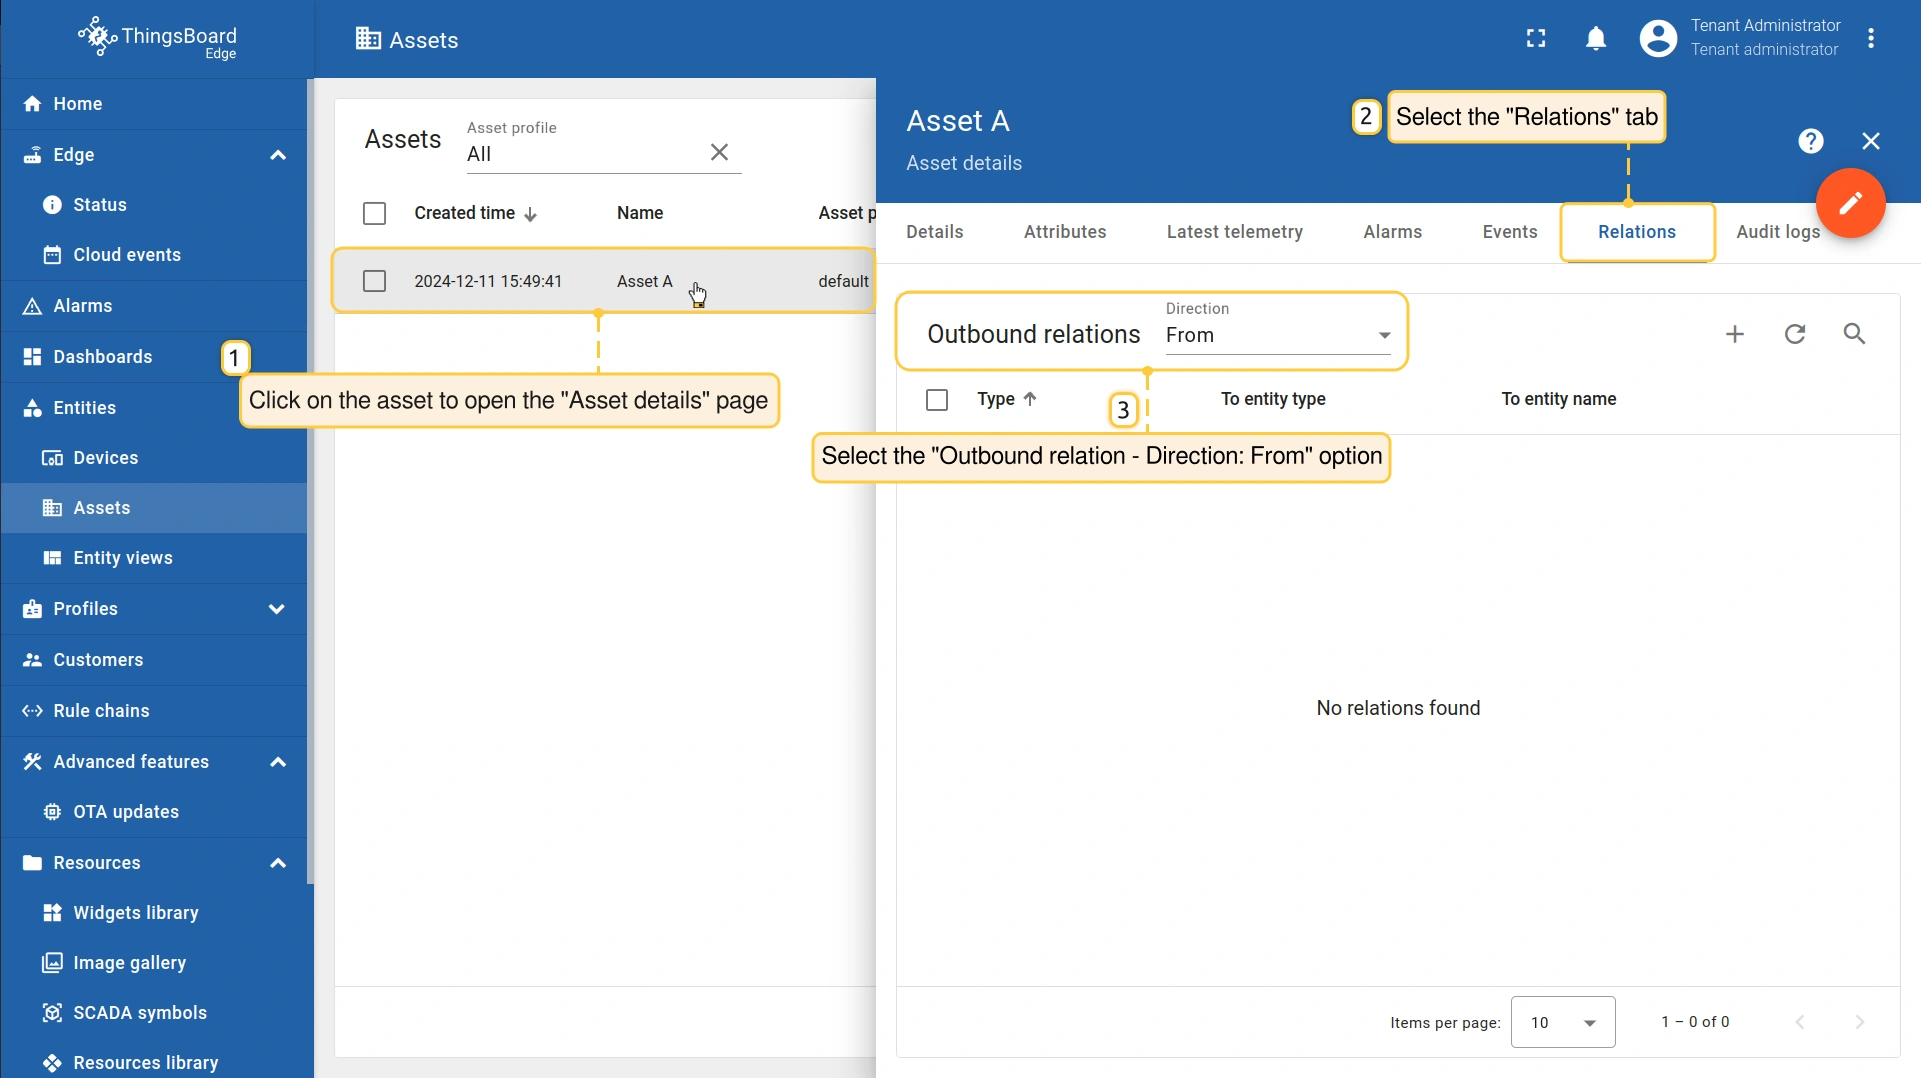 ThingsBoard
Edge
Assets
Tenant Administrator
Tenant administrator
Home
Edge
Status
Cloud events
Alarms
Dashboards
Entities
Devices
Assets
Entity views
Profiles
Customers
Rule chains
Advanced features
OTA updates
Resources
Widgets library
Image gallery
SCADA symbols
Resources library
Assets
Asset profile
All
Created time
Name
Asset p
2024-12-11 15:49:41
Asset A
default
1
Click on the asset to open the "Asset details" page
Asset A
Asset details
2
Select the "Relations" tab
Details
Attributes
Latest telemetry
Alarms
Events
Relations
Audit logs
Outbound relations
Direction
From
Type
To entity type
To entity name
3
Select the "Outbound relation - Direction: From" option
No relations found
Items per page:
10
1 – 0 of 0